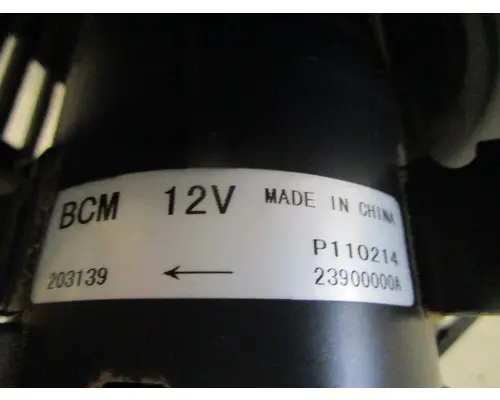 BCM 12V MADE IN CHINA
P110214
203139 ← 23900000A